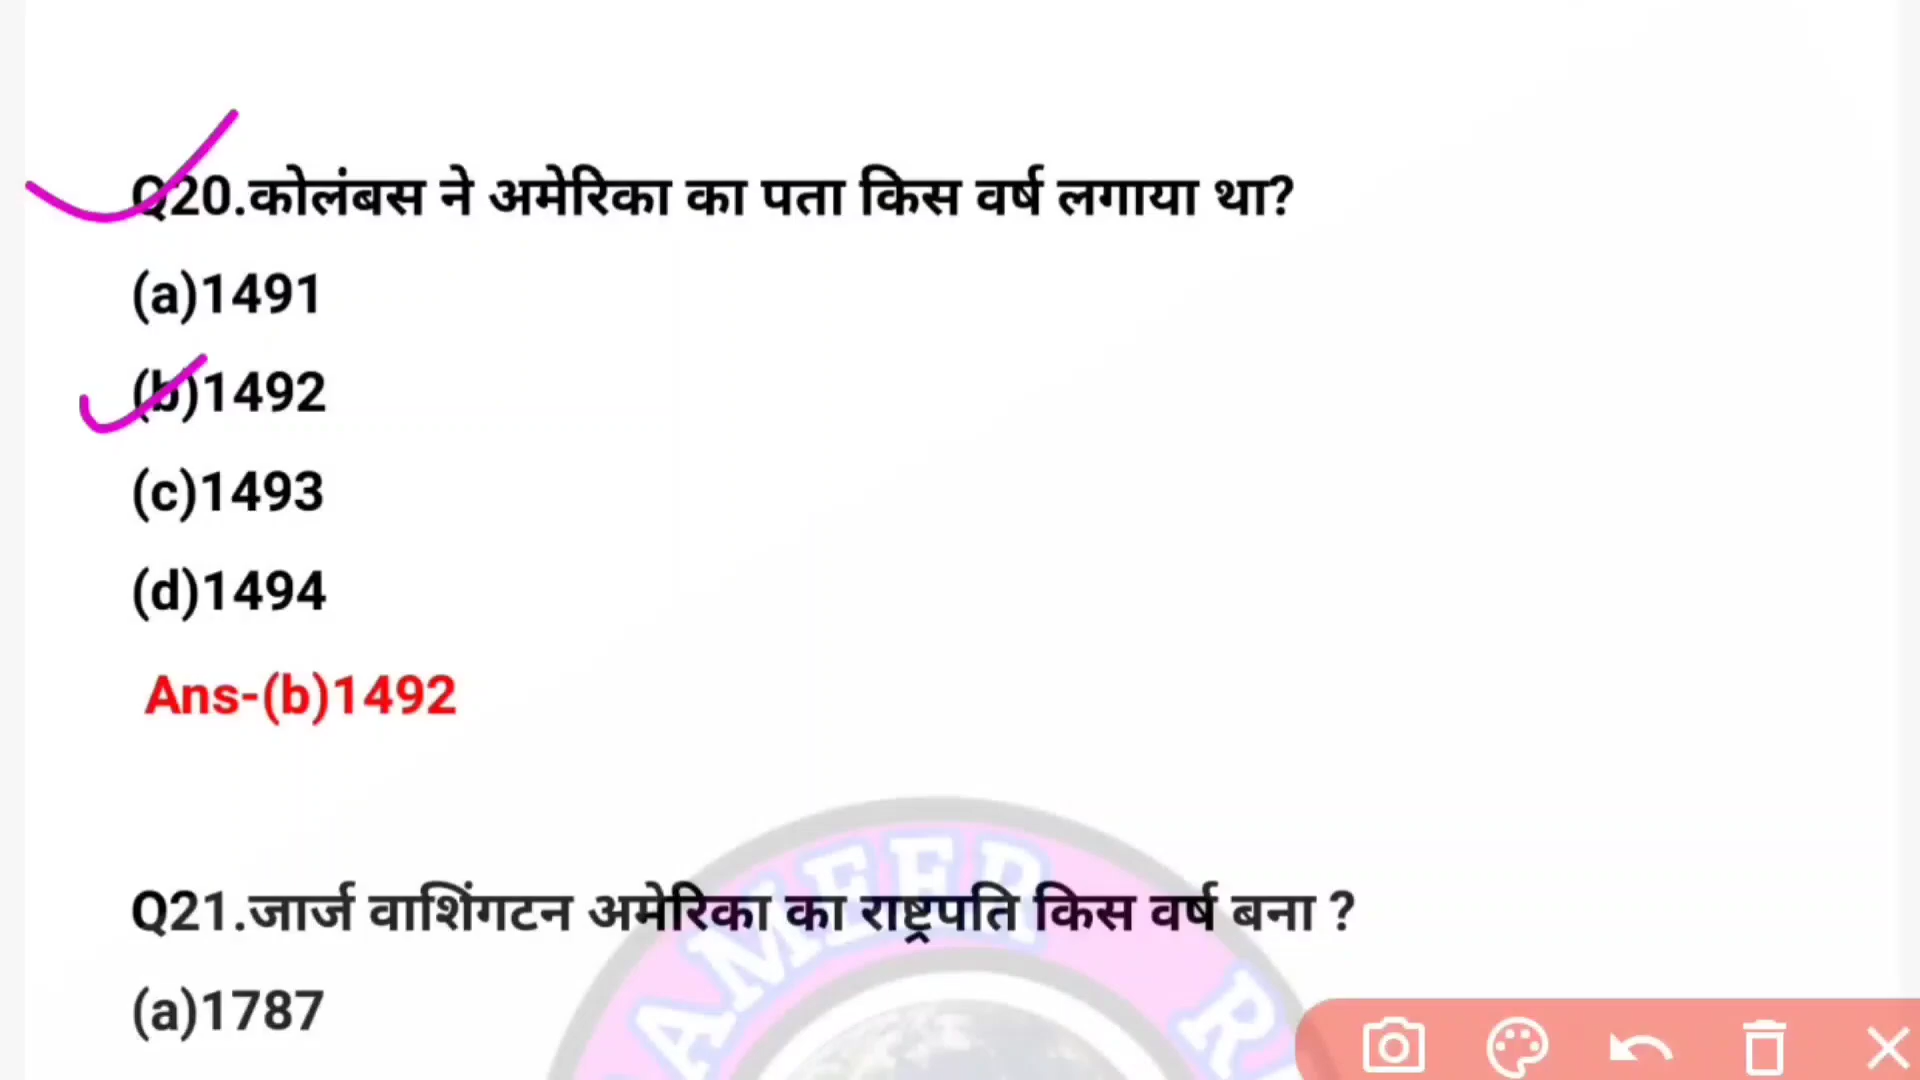 Q20.कोलंबस ने अमेरिका का पता किस वर्ष लगाया था?
(a)1491
(b)1492
(c)1493
(d)1494
Ans-(b)1492
AMEER R
Q21.जार्ज वाशिंगटन अमेरिका का राष्ट्रपति किस वर्ष बना ?
(a)1787